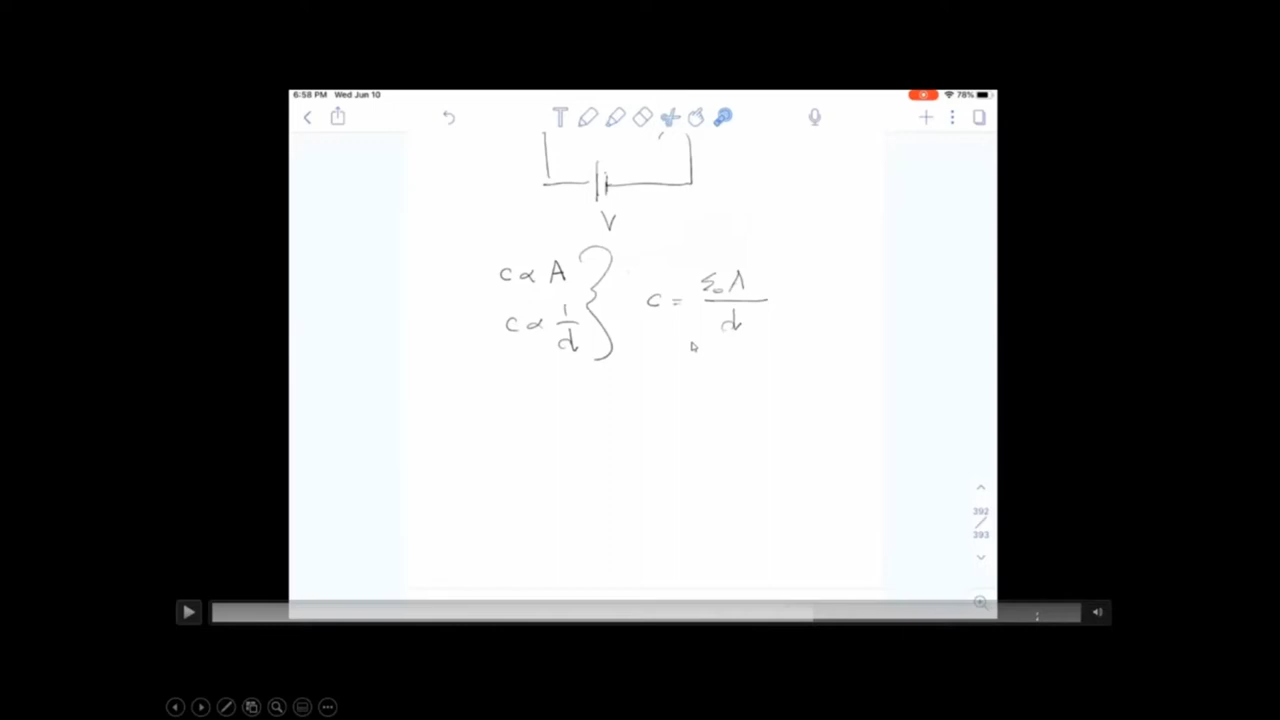 6:58 PM Wed Jun 10
78%
T
V
C ∝ A
C ∝ 1/d
C = ε₀A/d
392
/
393